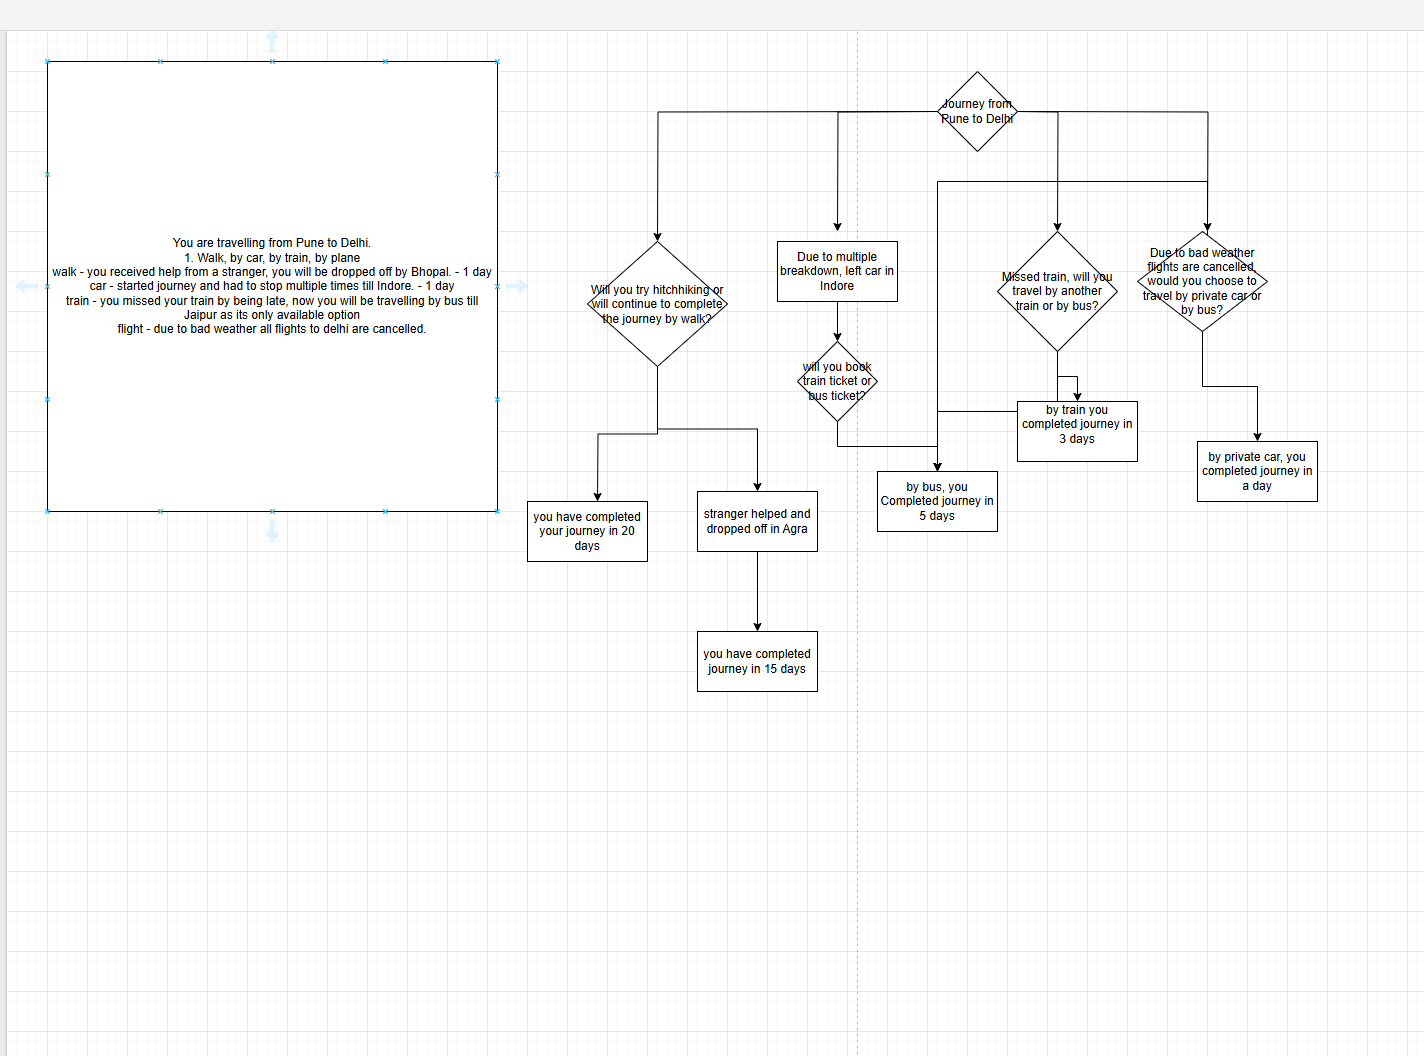 You are travelling from Pune to Delhi.
1. Walk, by car, by train, by plane
walk - you received help from a stranger, you will be dropped off by Bhopal. - 1 day
car - started journey and had to stop multiple times till Indore. - 1 day
train - you missed your train by being late, now you will be travelling by bus till
Jaipur as its only available option
flight - due to bad weather all flights to delhi are cancelled.
Journey from
Pune to Delhi
Will you try hitchhiking or
will continue to complete
the journey by walk?
Due to multiple
breakdown, left car in
Indore
Missed train, will you
travel by another
train or by bus?
Due to bad weather
flights are cancelled,
would you choose to
travel by private car or
by bus?
will you book
train ticket or
bus ticket?
by train you
completed journey in
3 days
by private car, you
completed journey in
a day
by bus, you
Completed journey in
5 days
you have completed
your journey in 20
days
stranger helped and
dropped off in Agra
you have completed
journey in 15 days